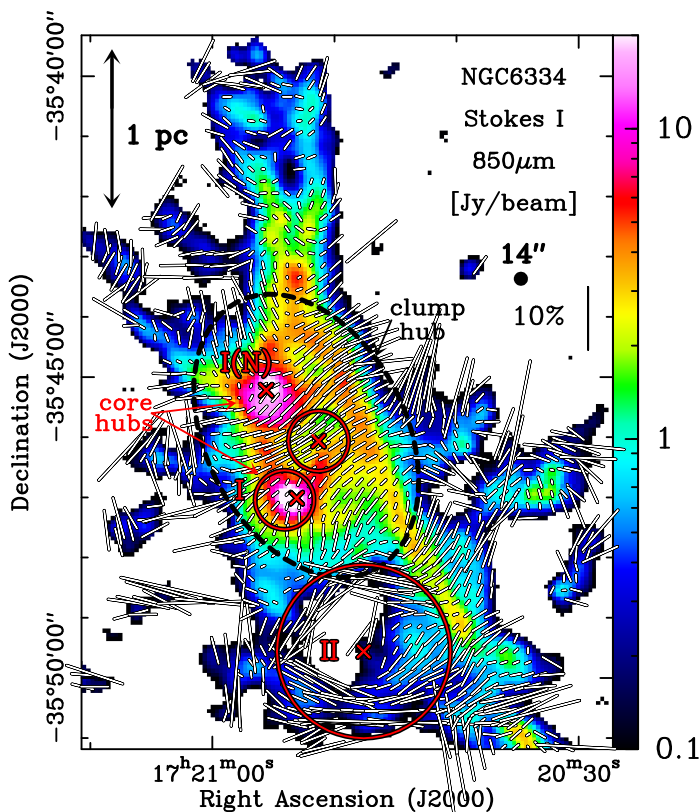 −35°40′00″
−35°45′00″
−35°50′00″
Declination (J2000)
1 pc
NGC6334
Stokes I
850μm
[Jy/beam]
14″
10%
clump
hub
I(N)
core
hubs
I
II
10
1
0.1
17ʰ21ᵐ00ˢ
20ᵐ30ˢ
Right Ascension (J2000)